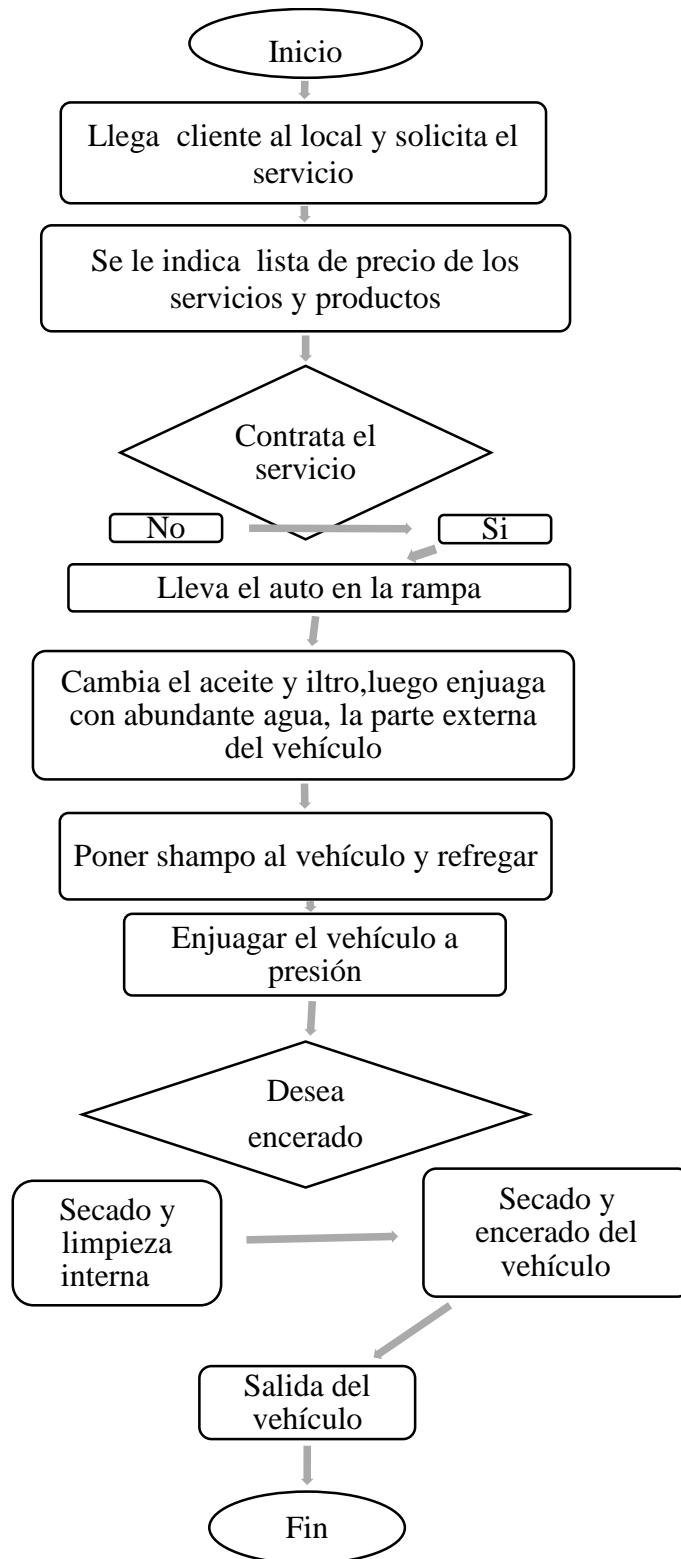 Inicio
Llega cliente al local y solicita el
servicio
Se le indica lista de precio de los
servicios y productos
Contrata el
servicio
No
Si
Lleva el auto en la rampa
Cambia el aceite y iltro,luego enjuaga
con abundante agua, la parte externa
del vehículo
Poner shampo al vehículo y refregar
Enjuagar el vehículo a
presión
Desea
encerado
Secado y
limpieza
interna
Secado y
encerado del
vehículo
Salida del
vehículo
Fin